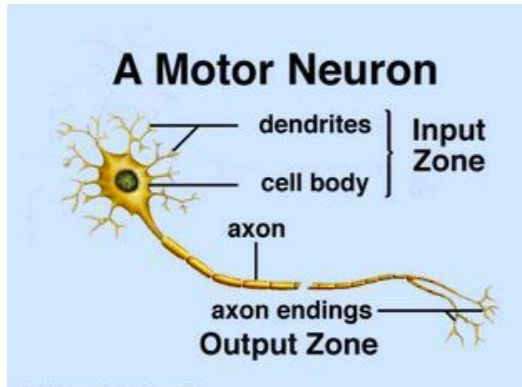 A Motor Neuron
dendrites
Input
Zone
cell body
axon
axon endings
Output Zone